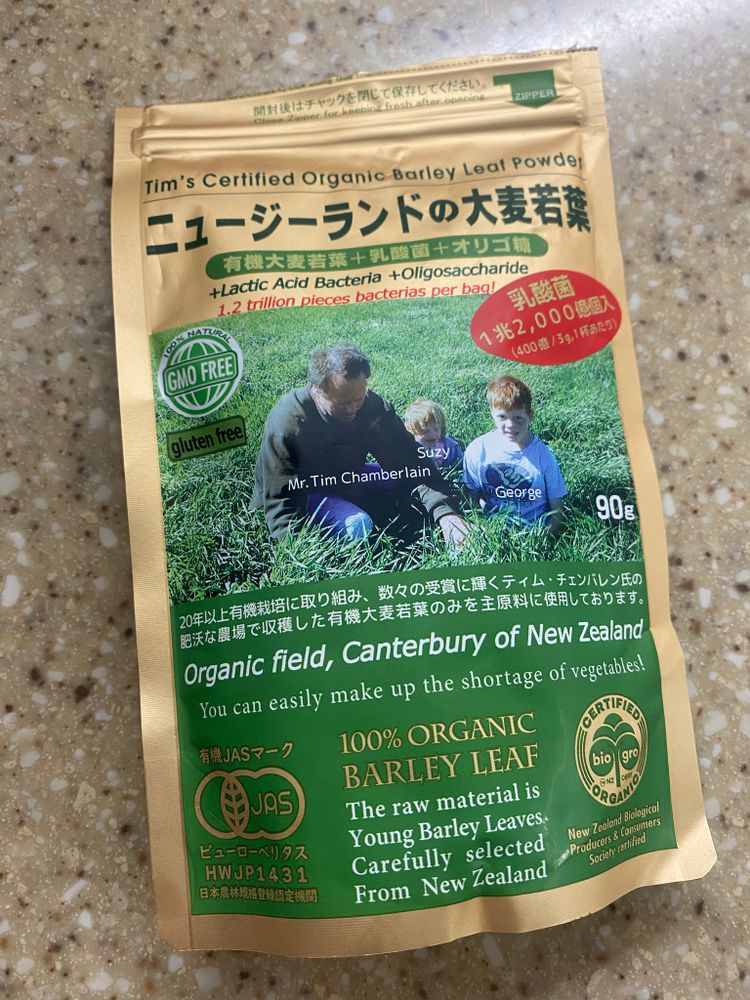 開封後はチャックを閉じて保存してください。
Close Zipper for keeping fresh after opening.
ZIPPER
Tim's Certified Organic Barley Leaf Powder
ニュージーランドの大麦若葉
有機大麦若葉＋乳酸菌＋オリゴ糖
+Lactic Acid Bacteria +Oligosaccharide
1.2 trillion pieces bacterias per bag!
乳酸菌
1兆2,000億個入
(400億/3g,1杯あたり)
100% NATURAL
GMO FREE
gluten free
Suzy
Mr.Tim Chamberlain
George
90g
20年以上有機栽培に取り組み、数々の受賞に輝くティム・チェンバレン氏の
肥沃な農場で収穫した有機大麦若葉のみを主原料に使用しております。
Organic field, Canterbury of New Zealand
You can easily make up the shortage of vegetables!
有機JASマーク
JAS
ビューローベリタス
HWJP1431
日本農林規格登録認定機関
100% ORGANIC
BARLEY LEAF
The raw material is
Young Barley Leaves.
Carefully selected
From New Zealand
CERTIFIED
bio gro
NZ CERT
ORGANIC
New Zealand Biological
Producers & Consumers
Society certified